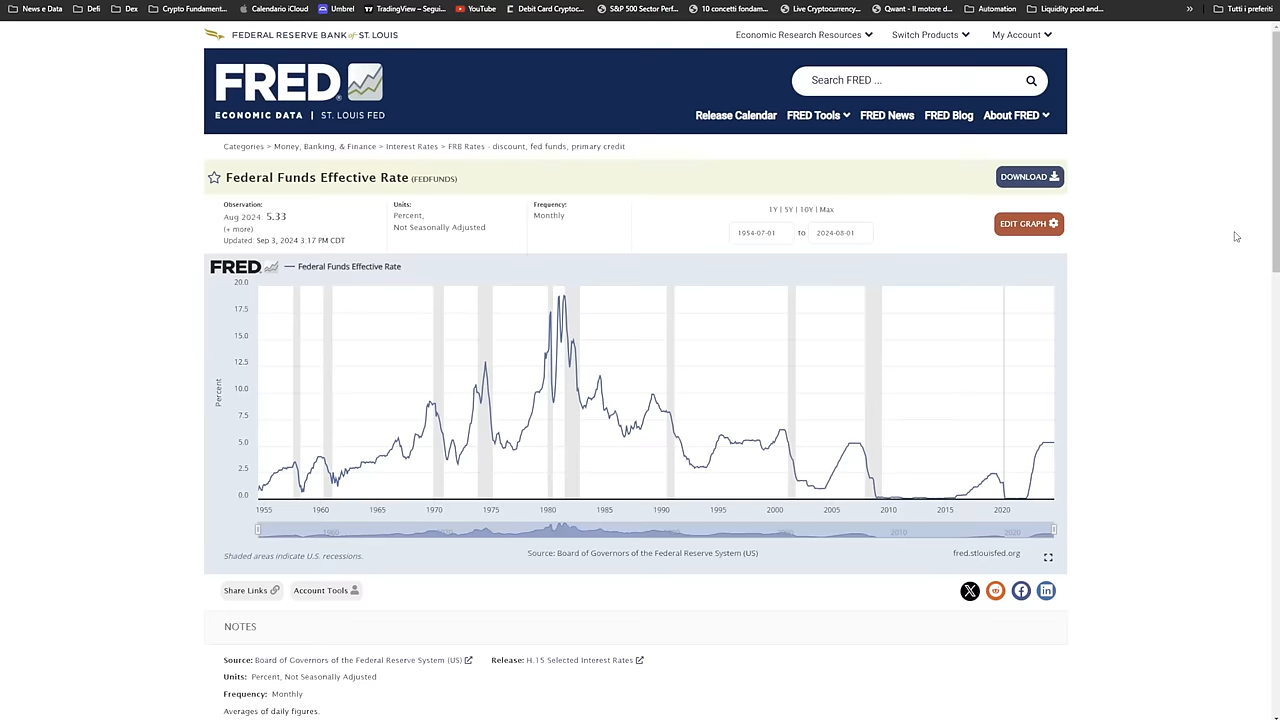 News e Data Defi Dex Crypto Fundament... Calendario iCloud Umbrel TradingView – Segui... YouTube Debit Card Cryptoc... S&P 500 Sector Perf... 10 concetti fondam... Live Cryptocurrency... Qwant - Il motore d... Automation Liquidity pool and... » Tutti i preferiti
FEDERAL RESERVE BANK of ST. LOUIS Economic Research Resources Switch Products My Account
FRED Search FRED ...
ECONOMIC DATA | ST. LOUIS FED Release Calendar FRED Tools FRED News FRED Blog About FRED
Categories > Money, Banking, & Finance > Interest Rates > FRB Rates - discount, fed funds, primary credit
Federal Funds Effective Rate (FEDFUNDS) DOWNLOAD
Observation: Units: Frequency: 1Y | 5Y | 10Y | Max
Aug 2024: 5.33 Percent, Monthly
(+ more) Not Seasonally Adjusted 1954-07-01 to 2024-08-01 EDIT GRAPH
Updated: Sep 3, 2024 3:17 PM CDT
FRED — Federal Funds Effective Rate
20.0
17.5
15.0
12.5
10.0
7.5
5.0
2.5
0.0
Percent
1955 1960 1965 1970 1975 1980 1985 1990 1995 2000 2005 2010 2015 2020
1960 1970 1980 1990 2000 2010 2020
Shaded areas indicate U.S. recessions. Source: Board of Governors of the Federal Reserve System (US) fred.stlouisfed.org
Share Links Account Tools
NOTES
Source: Board of Governors of the Federal Reserve System (US) Release: H.15 Selected Interest Rates
Units: Percent, Not Seasonally Adjusted
Frequency: Monthly
Averages of daily figures.